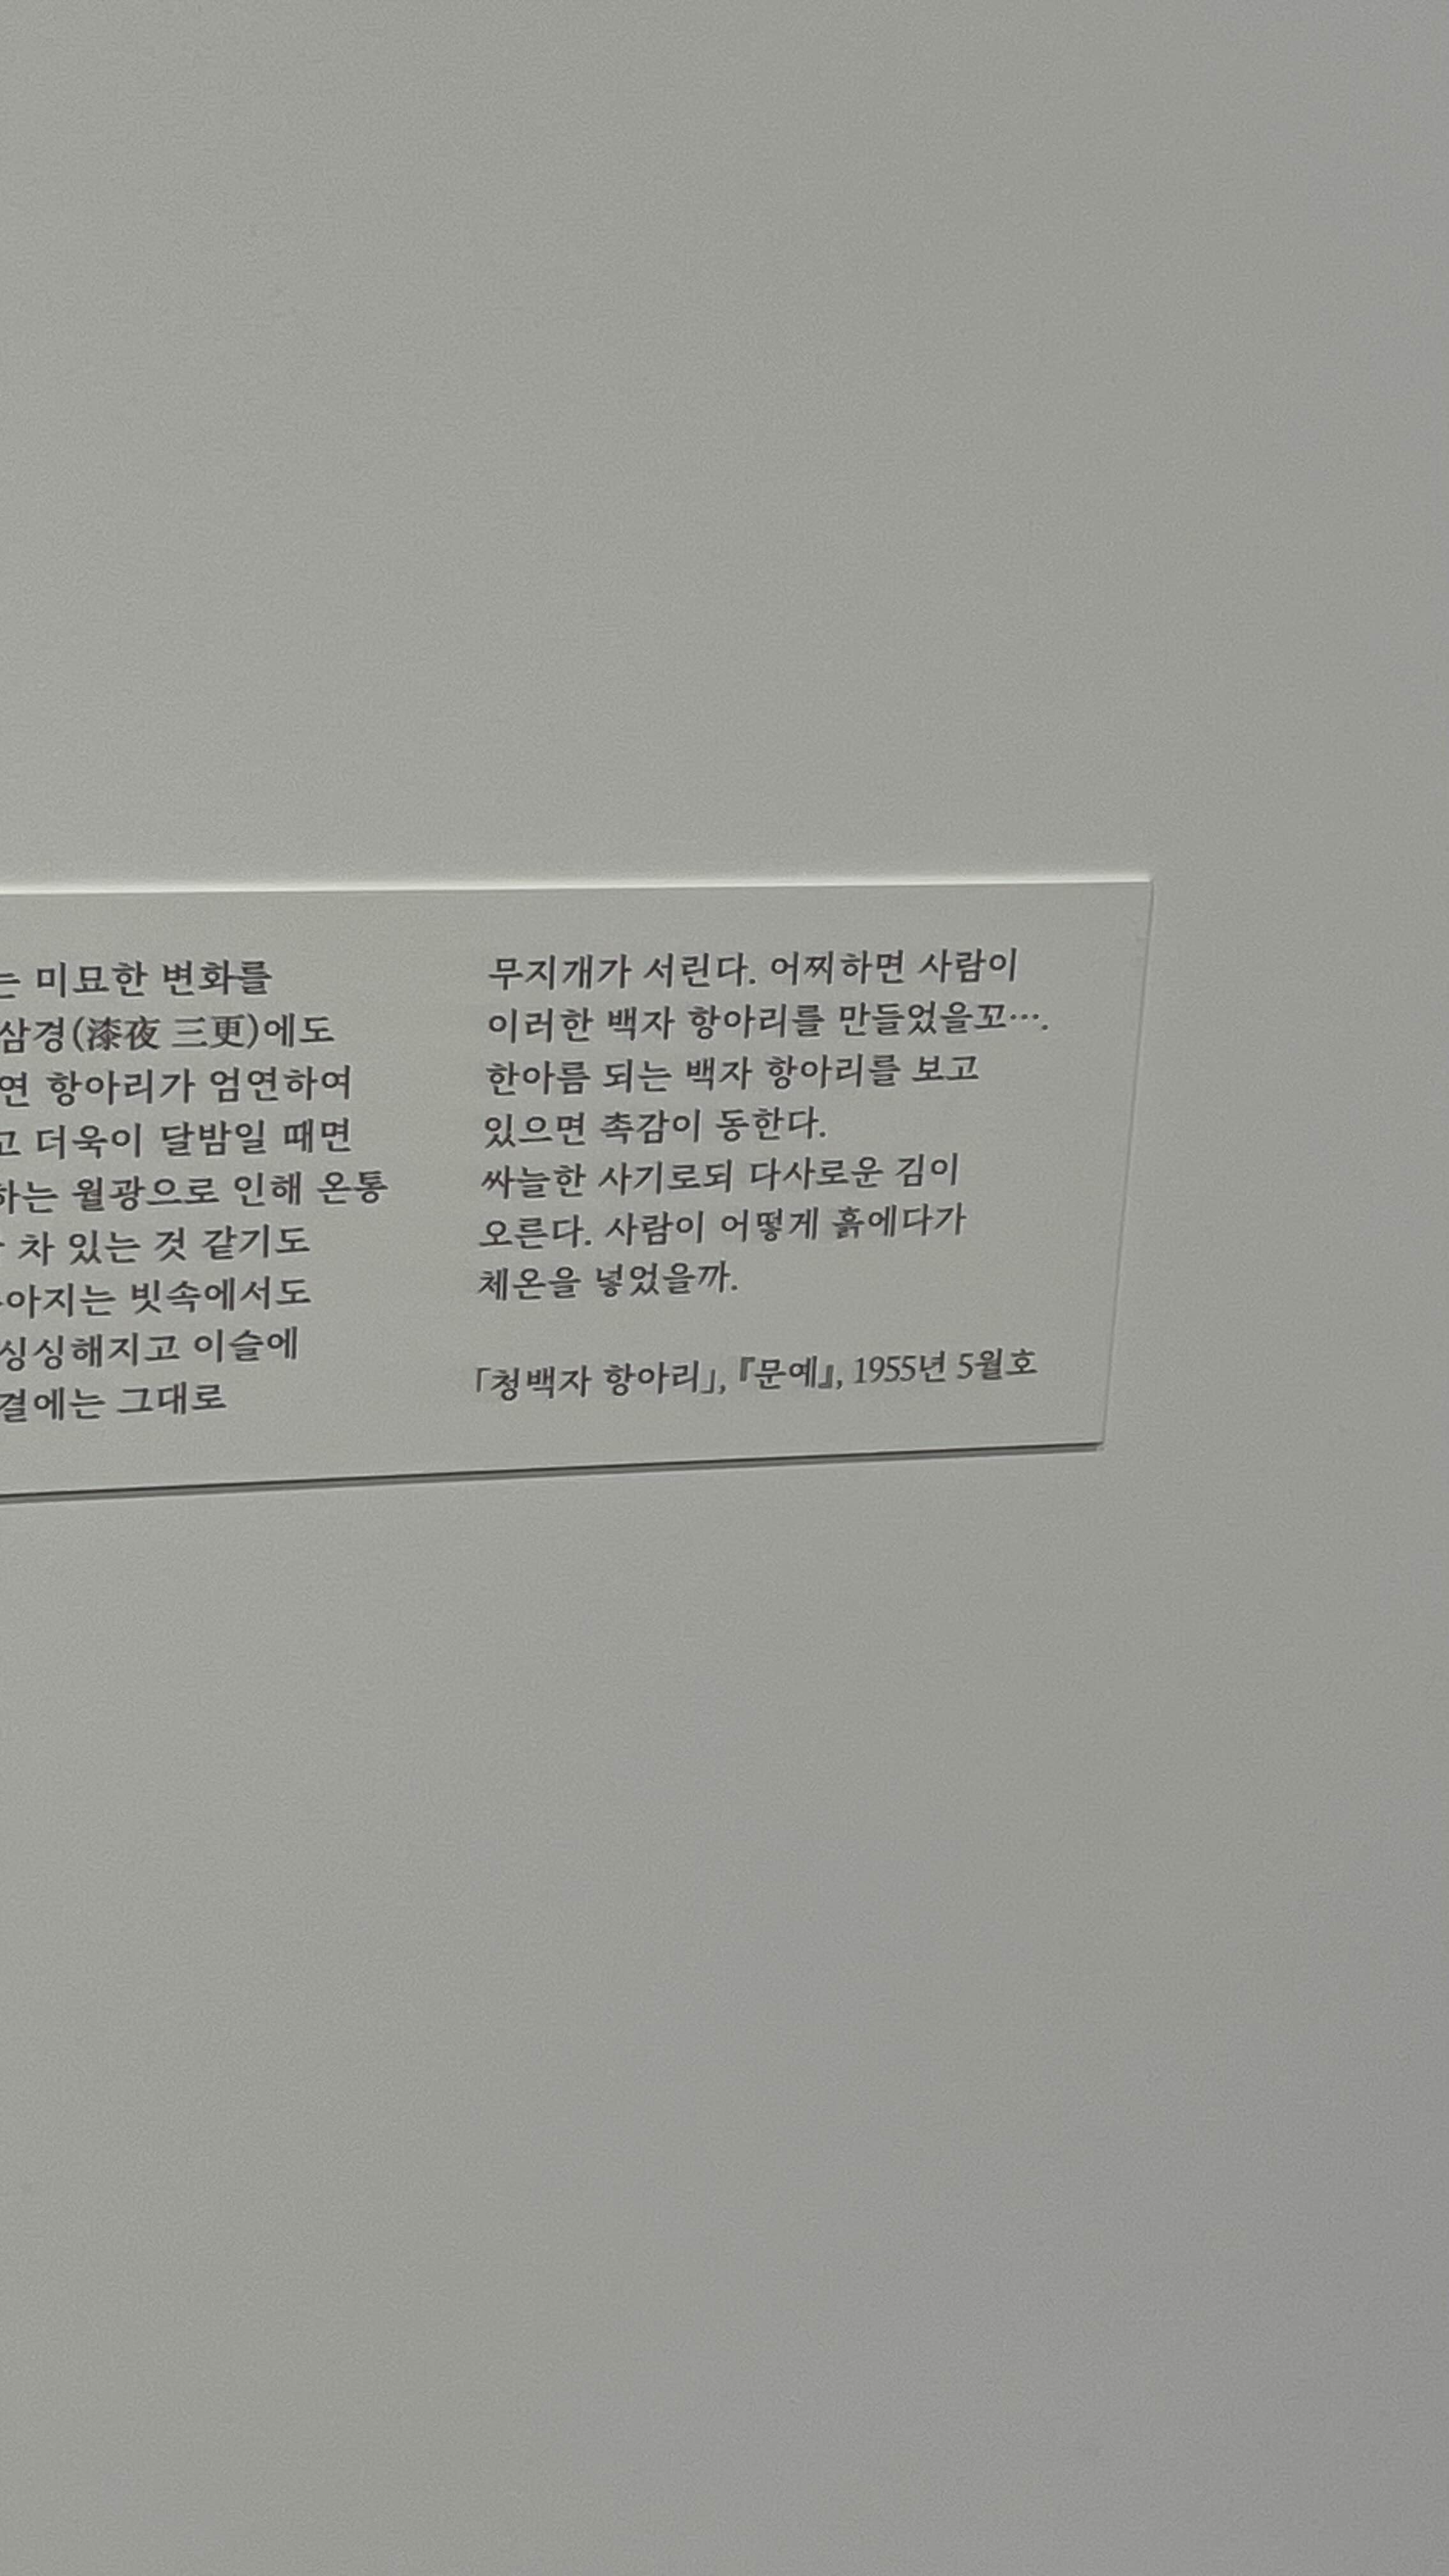 는 미묘한 변화를
삼경(漆夜 三更)에도
연 항아리가 엄연하여
고 더욱이 달밤일 때면
하는 월광으로 인해 온통
차 있는 것 같기도
아지는 빗속에서도
싱싱해지고 이슬에
결에는 그대로
무지개가 서린다. 어찌하면 사람이
이러한 백자 항아리를 만들었을꼬….
한아름 되는 백자 항아리를 보고
있으면 촉감이 동한다.
싸늘한 사기로되 다사로운 김이
오른다. 사람이 어떻게 흙에다가
체온을 넣었을까.
「청백자 항아리」, 『문예』, 1955년 5월호